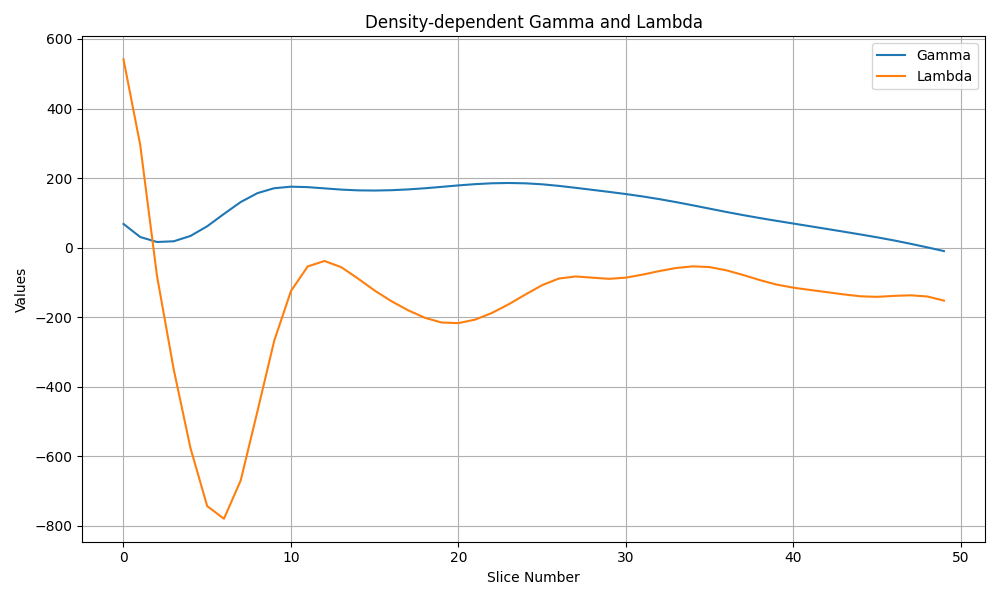 Density-dependent Gamma and Lambda
Gamma
Lambda
600
400
200
0
−200
−400
−600
−800
Values
0 10 20 30 40 50
Slice Number